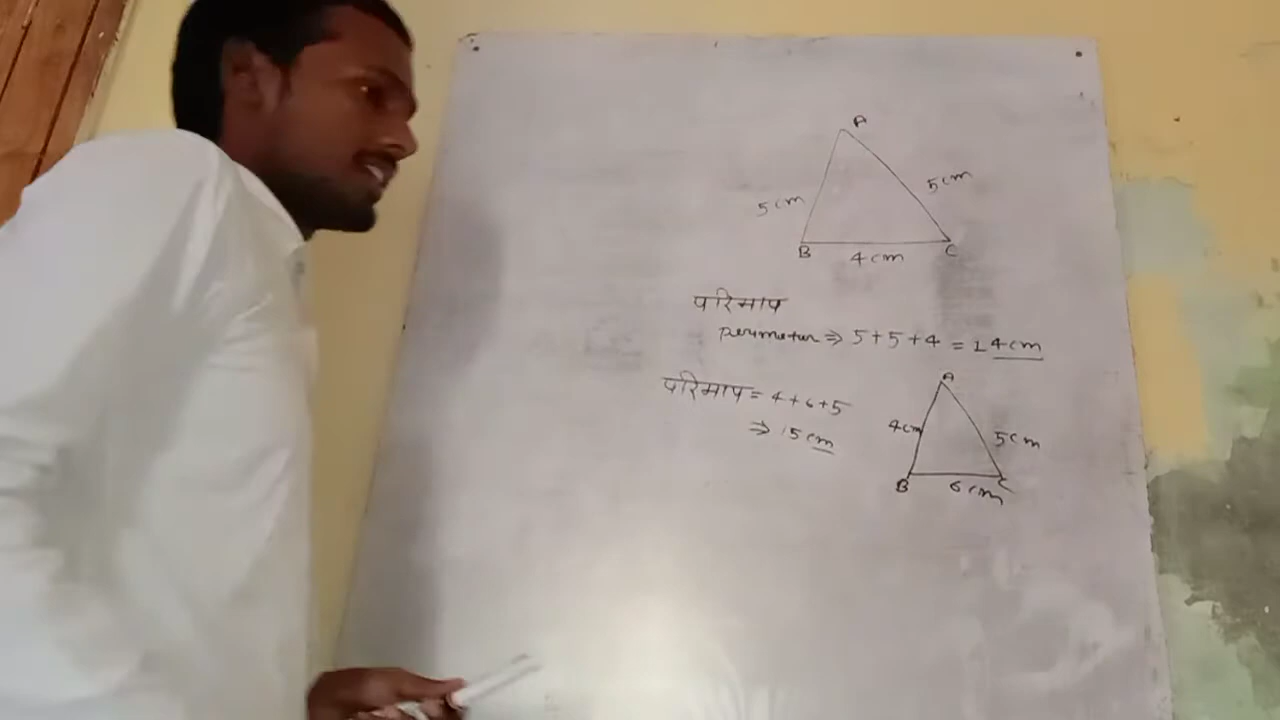 A
5cm
5cm
B
4cm
C
परिमाप
perimeter ⇒ 5+5+4 = 14cm
परिमाप = 4+6+5
⇒ 15cm
A
4cm
5cm
B
6cm
C